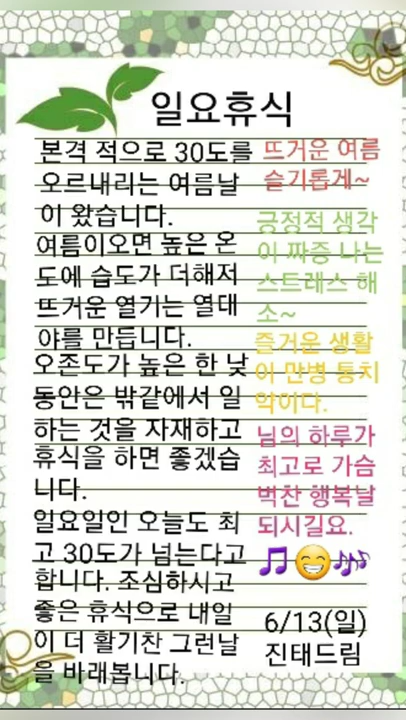 일요휴식
본격 적으로 30도를
오르내리는 여름날
이 왔습니다.
여름이오면 높은 온
도에 습도가 더해저
뜨거운 열기는 열대
야를 만듭니다.
오존도가 높은 한 낮
동안은 밖같에서 일
하는 것을 자재하고
휴식을 하면 좋겠습
니다.
일요일인 오늘도 최
고 30도가 넘는다고
합니다. 조심하시고
좋은 휴식으로 내일
이 더 활기찬 그런날
을 바래봅니다.
뜨거운 여름
슬기롭게~
긍정적 생각
이 짜증 나는
스트레스 해
소~
즐거운 생활
이 만병 통치
약이다.
님의 하루가
최고로 가슴
벅찬 행복날
되시길요.
🎵😁🎶
6/13(일)
진태드림